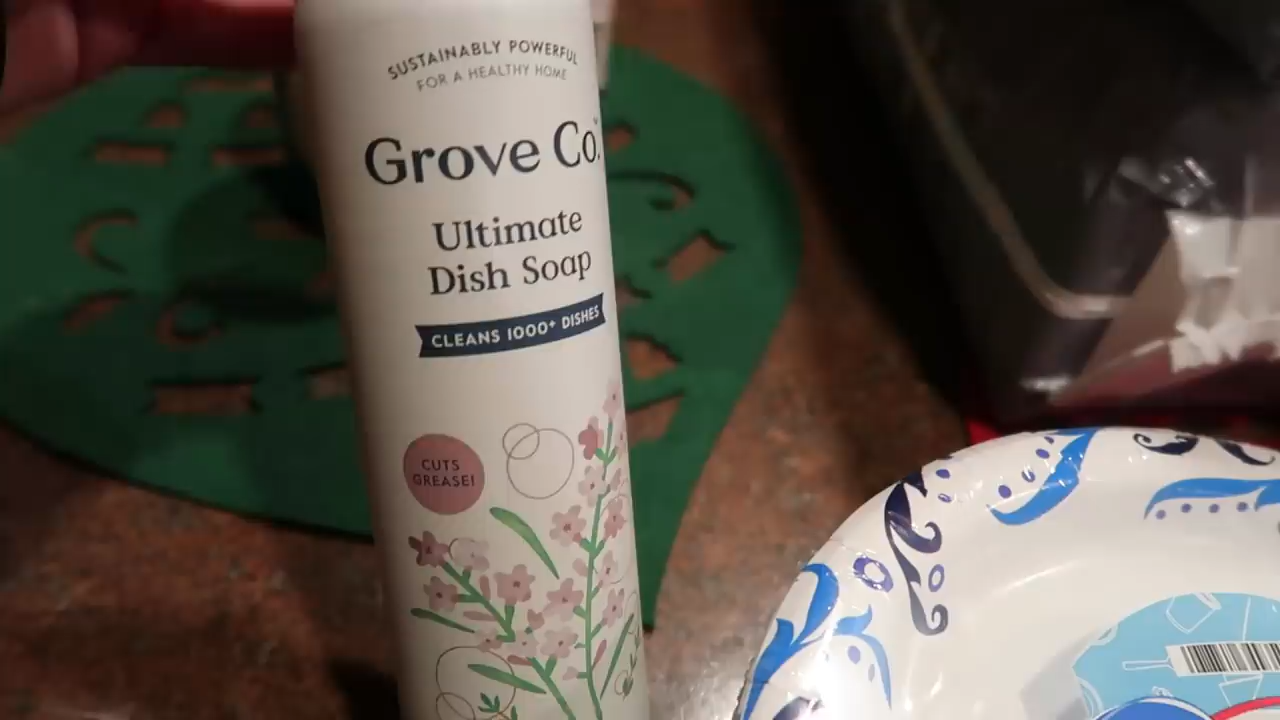 SUSTAINABLY POWERFUL
FOR A HEALTHY HOME
Grove Co.
Ultimate
Dish Soap
CLEANS 1000+ DISHES
CUTS
GREASE!